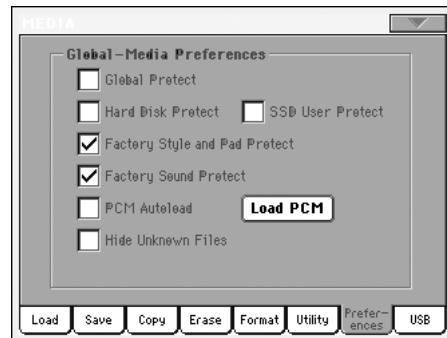 MEDIA
Global-Media Preferences
Global Protect
Hard Disk Protect SSD User Protect
Factory Style and Pad Protect
Factory Sound Protect
PCM Autoload Load PCM
Hide Unknown Files
Load Save Copy Erase Format Utility Prefer-
ences USB